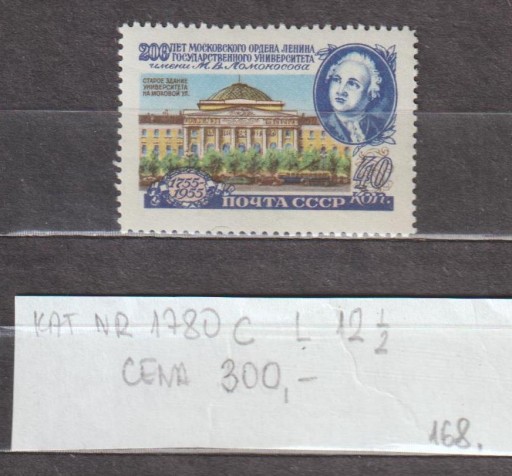 200 ЛЕТ МОСКОВСКОГО ОРДЕНА ЛЕНИНА
ГОСУДАРСТВЕННОГО УНИВЕРСИТЕТА
имени М.В.Ломоносова
СТАРОЕ ЗДАНИЕ
УНИВЕРСИТЕТА
НА МОХОВОЙ УЛ.
1755-
1955
40
КОП.
ПОЧТА СССР
KAT NR 1780 C L 12 1/2
CENA 300,-
168.